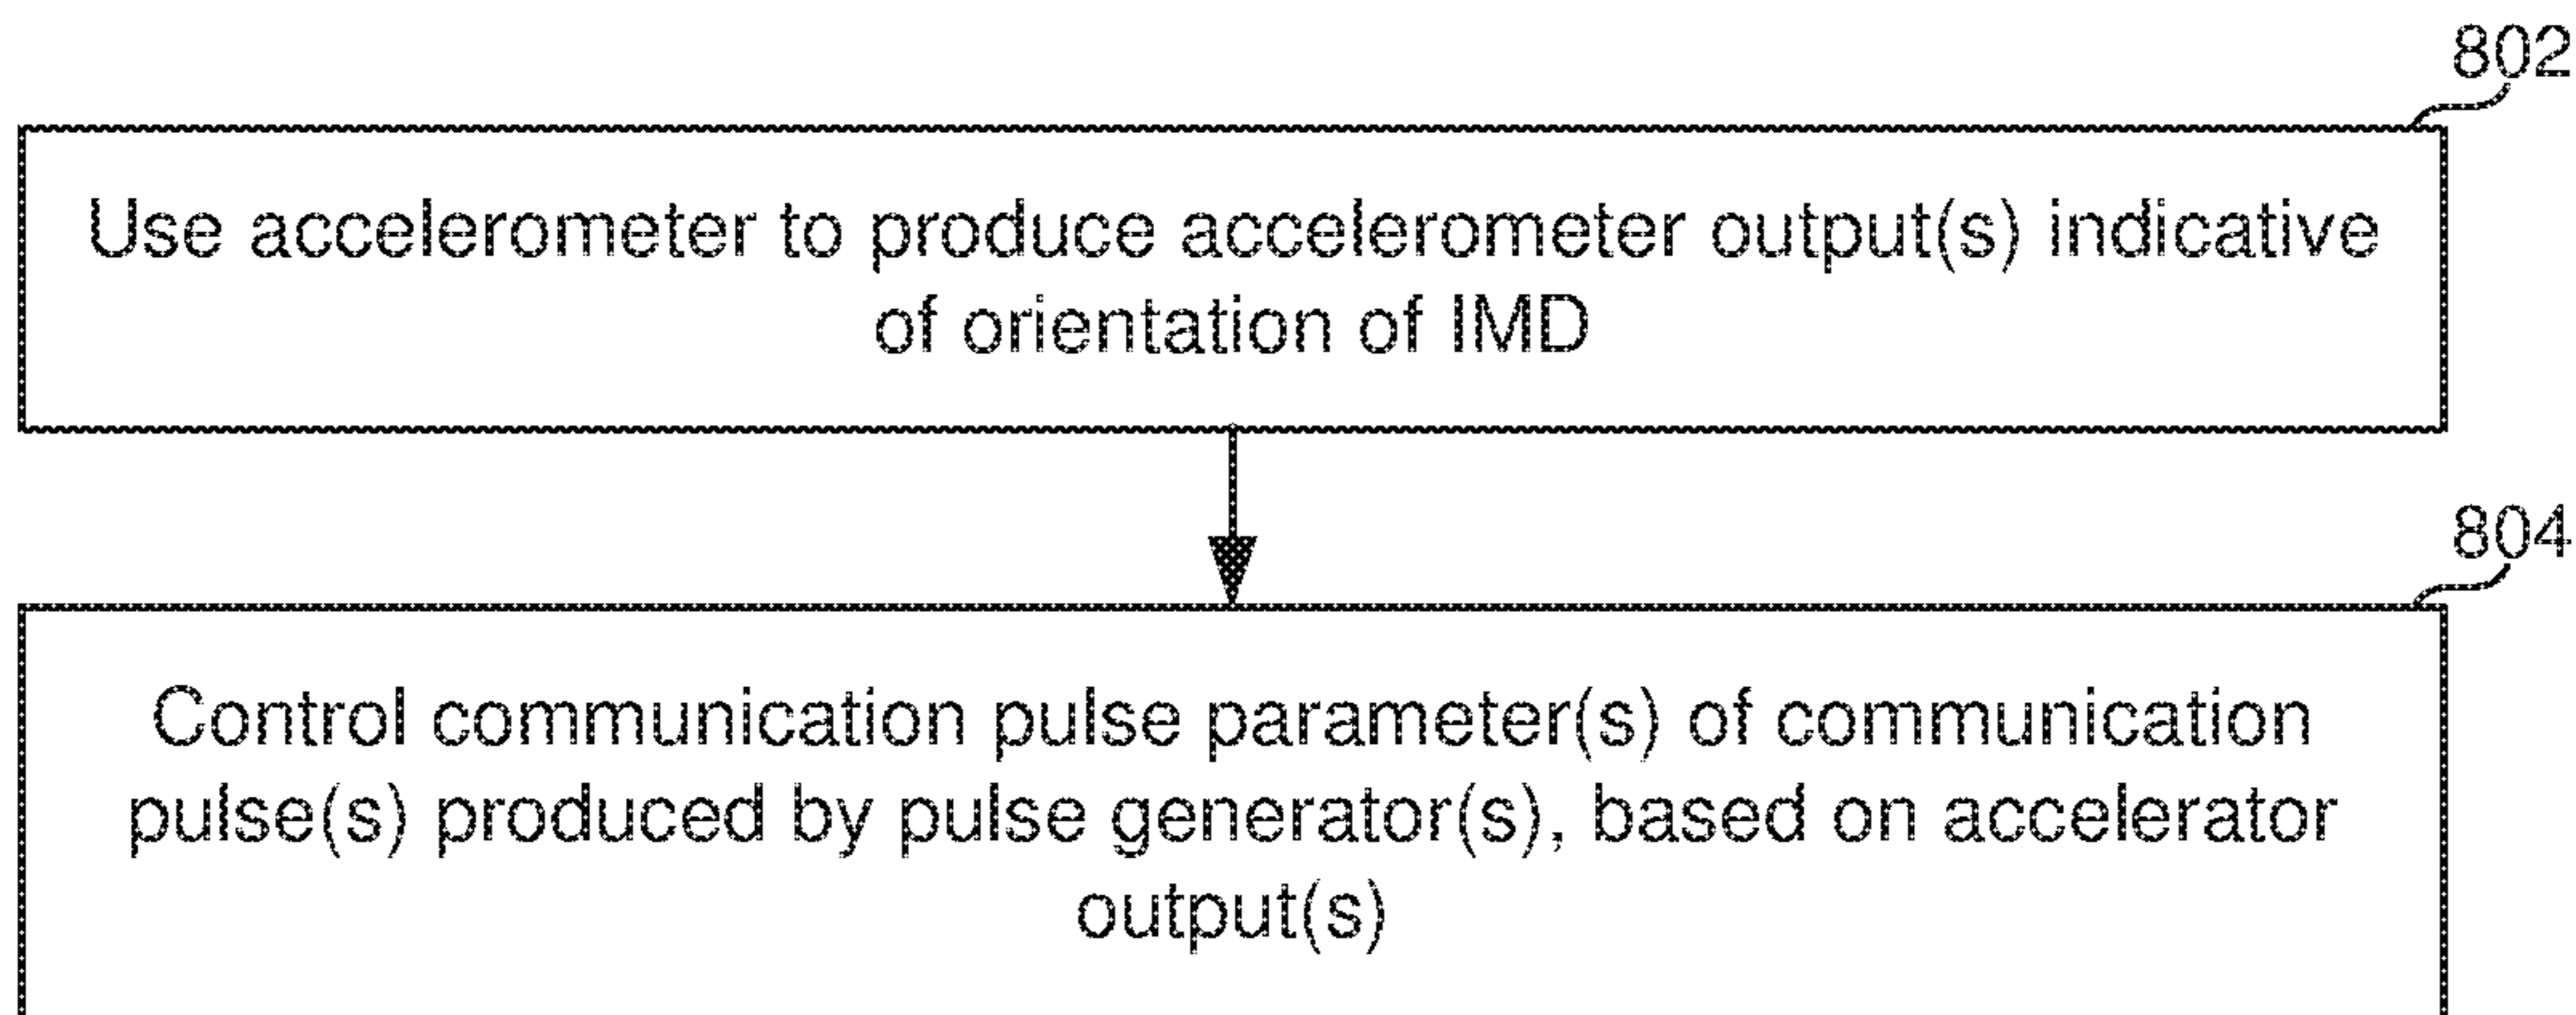 802
Use accelerometer to produce accelerometer output(s) indicative
of orientation of IMD
804
Control communication pulse parameter(s) of communication
pulse(s) produced by pulse generator(s), based on accelerator
output(s)